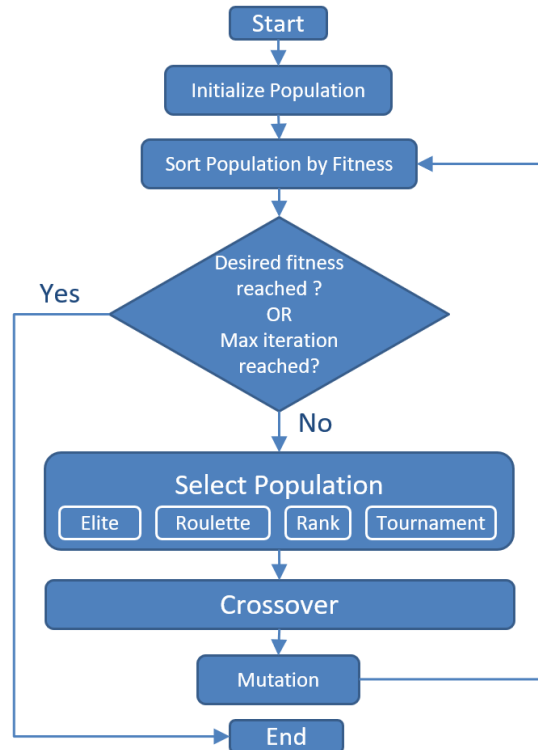 Start
Initialize Population
Sort Population by Fitness
Desired fitness
reached ?
OR
Max iteration
reached?
Yes
No
Select Population
Elite
Roulette
Rank
Tournament
Crossover
Mutation
End